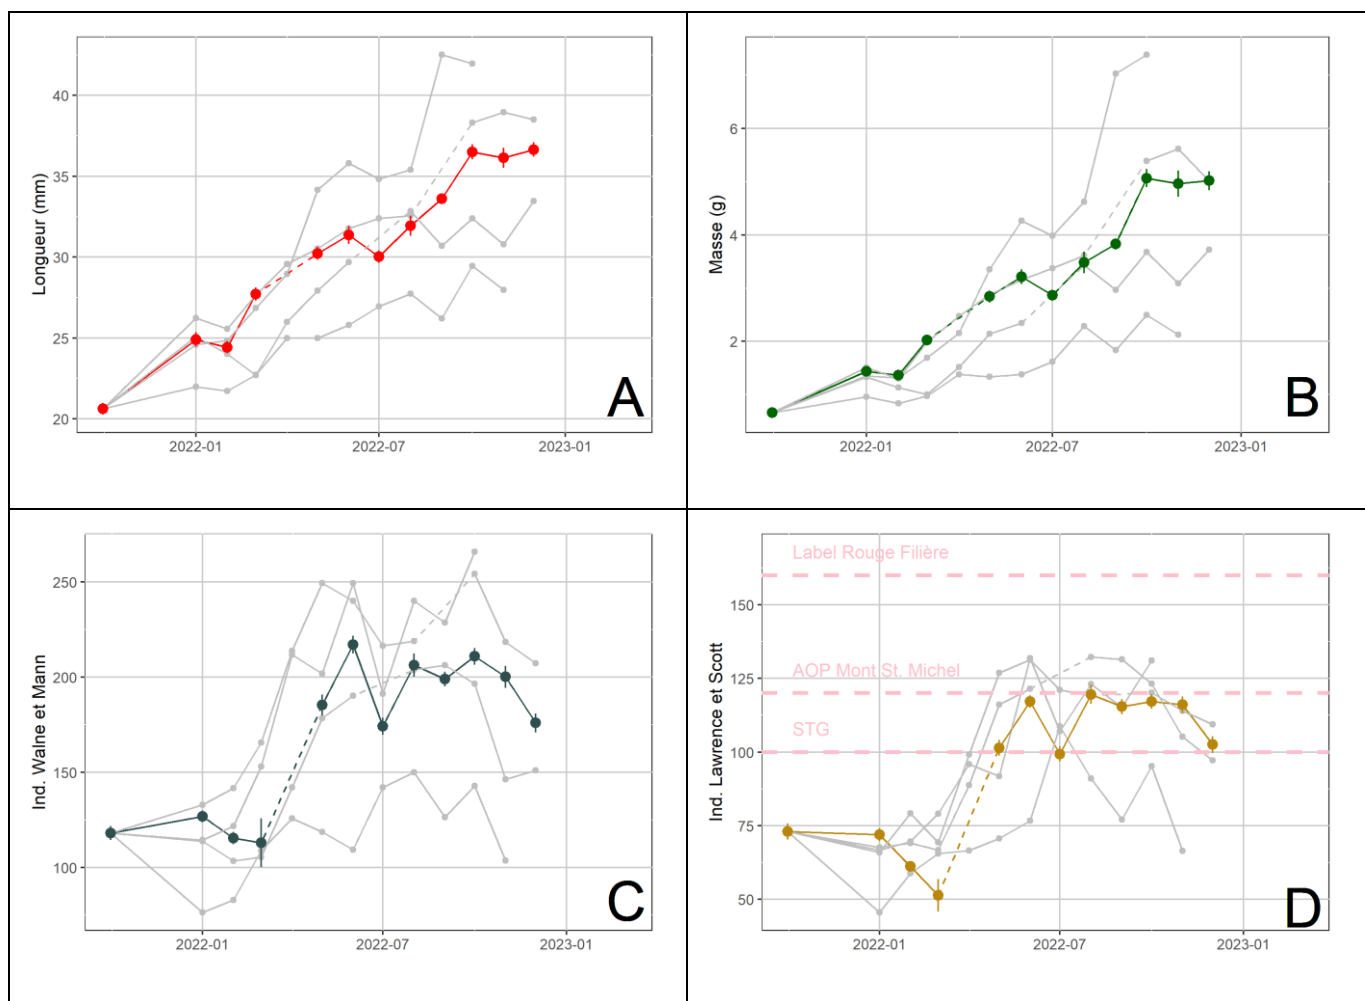 40
35
30
25
20
Longueur (mm)
2022-01 2022-07 2023-01
A
6
4
2
Masse (g)
2022-01 2022-07 2023-01
B
250
200
150
100
Ind. Walne et Mann
2022-01 2022-07 2023-01
C
Label Rouge Filière
150
AOP Mont St. Michel
125
STG
100
75
50
Ind. Lawrence et Scott
2022-01 2022-07 2023-01
D